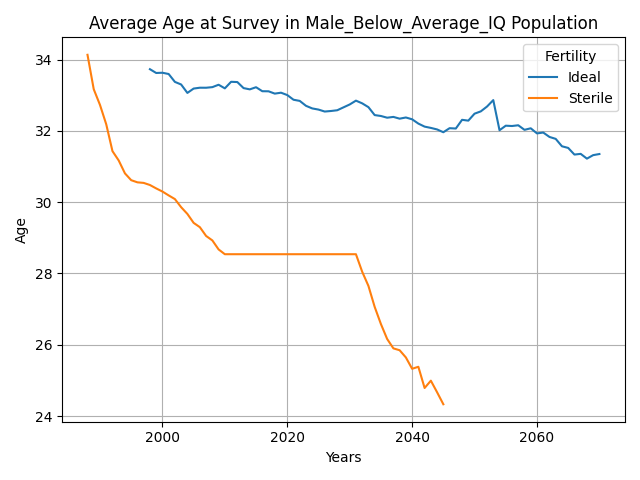 Average Age at Survey in Male_Below_Average_IQ Population
Fertility
Ideal
Sterile
Age
34
32
30
28
26
24
2000
2020
2040
2060
Years